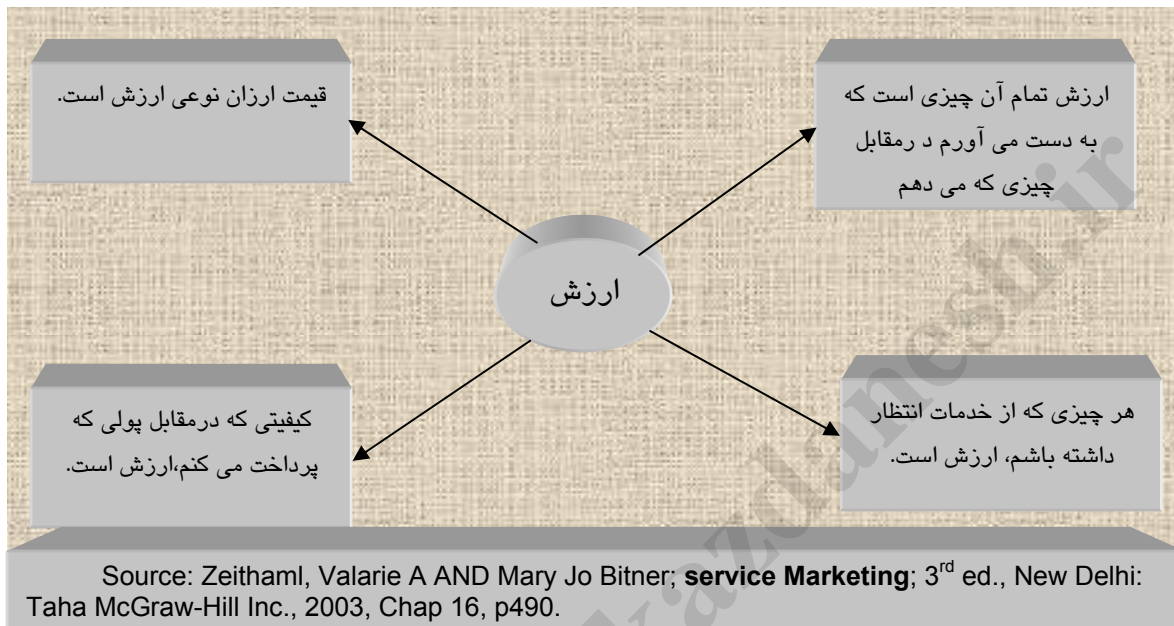 ارزش تمام آن چیزی است که
به دست می آورم د رمقابل
چیزی که می دهم
قیمت ارزان نوعی ارزش است.
ارزش
هر چیزی که از خدمات انتظار
داشته باشم، ارزش است.
کیفیتی که درمقابل پولی که
پرداخت می کنم،ارزش است.
Source: Zeithaml, Valarie A AND Mary Jo Bitner; service Marketing; 3rd ed., New Delhi:
Taha McGraw-Hill Inc., 2003, Chap 16, p490.
kazdanesh.ir